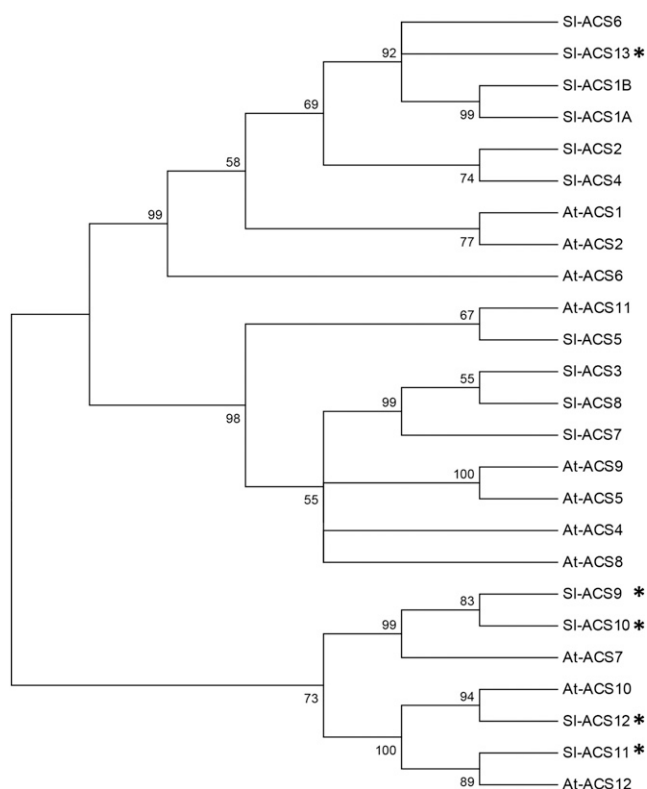 Sl-ACS6
92
Sl-ACS13 *
Sl-ACS1B
69
99
Sl-ACS1A
Sl-ACS2
58
74
Sl-ACS4
At-ACS1
99
77
At-ACS2
At-ACS6
At-ACS11
67
Sl-ACS5
Sl-ACS3
55
Sl-ACS8
99
98
Sl-ACS7
At-ACS9
100
55
At-ACS5
At-ACS4
At-ACS8
Sl-ACS9 *
83
Sl-ACS10 *
99
At-ACS7
73
At-ACS10
94
Sl-ACS12 *
100
Sl-ACS11 *
89
At-ACS12